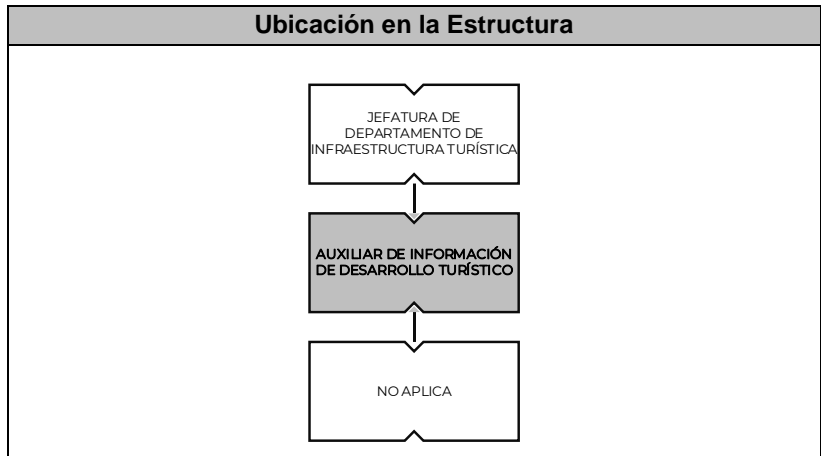 Ubicación en la Estructura
JEFATURA DE
DEPARTAMENTO DE
INFRAESTRUCTURA TURÍSTICA
AUXILIAR DE INFORMACIÓN
DE DESARROLLO TURÍSTICO
NO APLICA